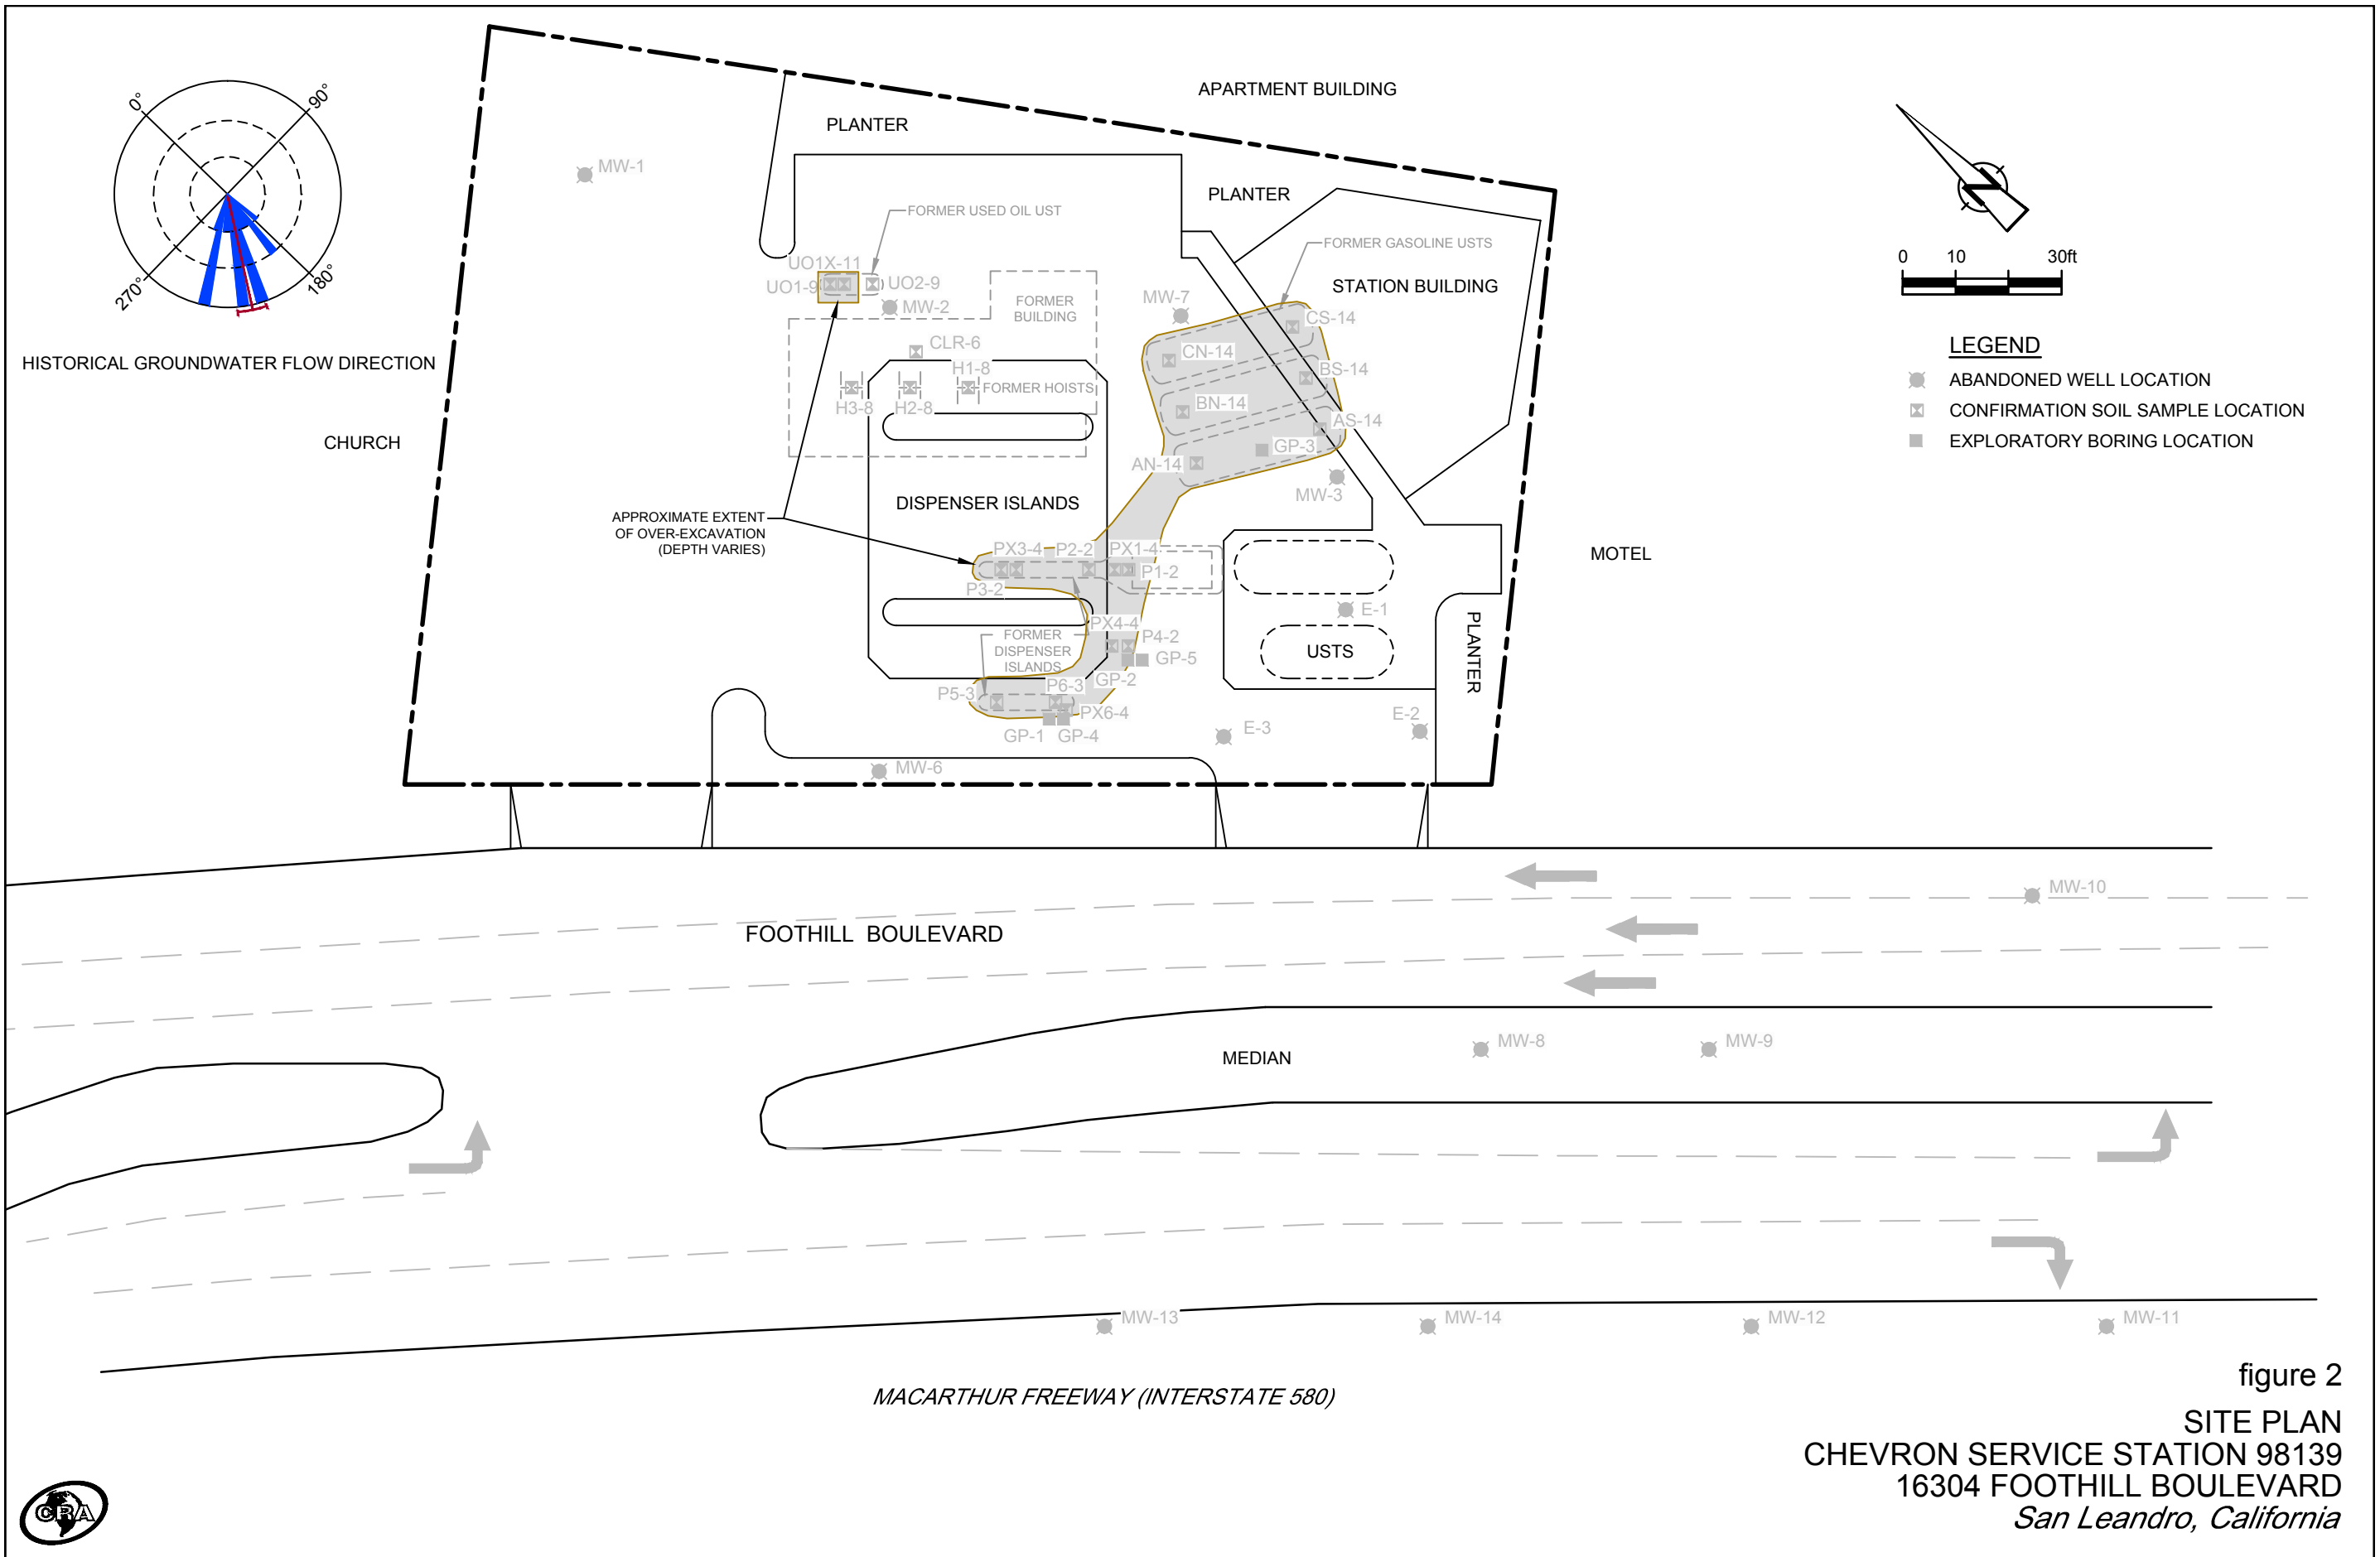 APARTMENT BUILDING
0°
90°
180°
270°
HISTORICAL GROUNDWATER FLOW DIRECTION
CHURCH
PLANTER
MW-1
PLANTER
FORMER USED OIL UST
FORMER GASOLINE USTS
STATION BUILDING
UO1X-11
UO1-9
UO2-9
MW-2
FORMER
BUILDING
MW-7
CS-14
CN-14
CLR-6
H1-8
FORMER HOISTS
H3-8
H2-8
BS-14
BN-14
AS-14
GP-3
AN-14
MW-3
DISPENSER ISLANDS
APPROXIMATE EXTENT
OF OVER-EXCAVATION
(DEPTH VARIES)
PX3-4
P2-2
PX1-4
P1-2
P3-2
MOTEL
E-1
PX4-4
P4-2
FORMER
DISPENSER
ISLANDS
GP-5
USTS
PLANTER
GP-2
P5-3
P6-3
PX6-4
GP-1
GP-4
E-3
E-2
MW-6
N
0
10
30ft
LEGEND
ABANDONED WELL LOCATION
CONFIRMATION SOIL SAMPLE LOCATION
EXPLORATORY BORING LOCATION
MW-10
FOOTHILL BOULEVARD
MW-8
MW-9
MEDIAN
MW-13
MW-14
MW-12
MW-11
MACARTHUR FREEWAY (INTERSTATE 580)
figure 2
SITE PLAN
CHEVRON SERVICE STATION 98139
16304 FOOTHILL BOULEVARD
San Leandro, California
CRA